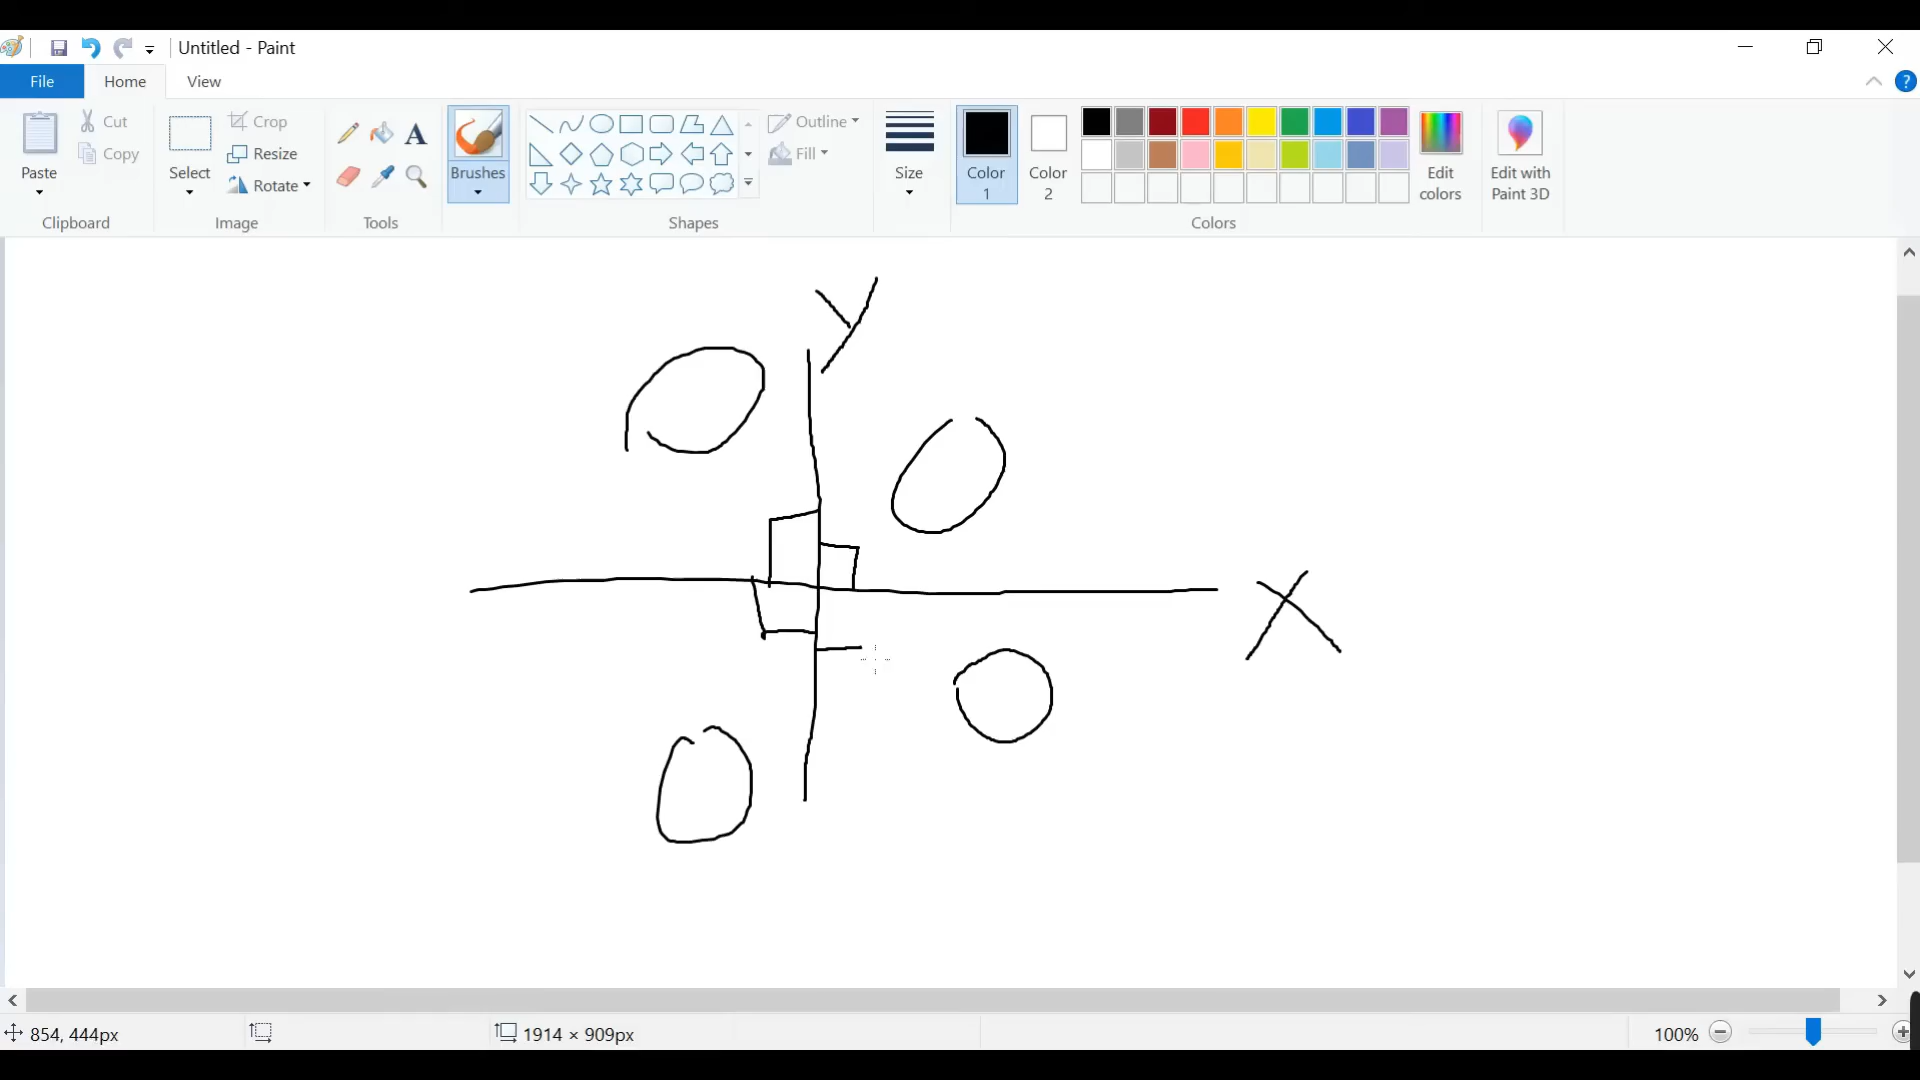 Untitled - Paint
File Home View
Paste
Cut
Copy
Clipboard
Select
Crop
Resize
Rotate
Image
A
Tools
Brushes
Shapes
Outline
Fill
Size
Color 1
Color 2
Colors
Edit colors
Edit with Paint 3D
?
Y
X
854, 444px
1914 × 909px
100%